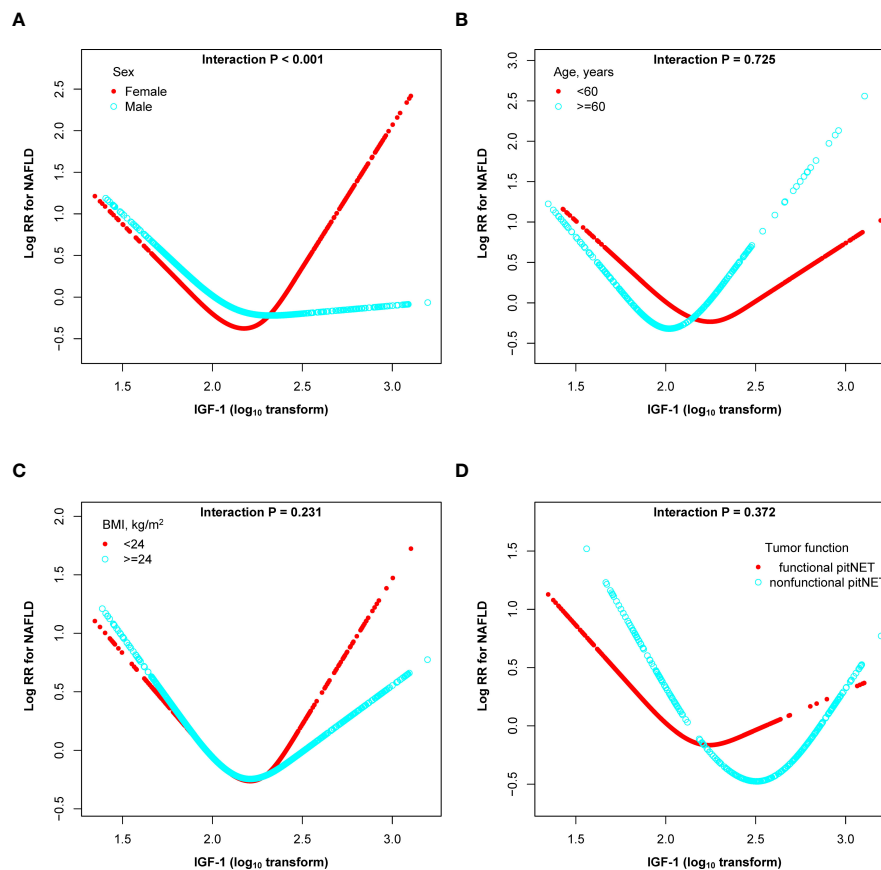 A
Interaction P < 0.001
Sex
Female
Male
Log RR for NAFLD
2.5
2.0
1.5
1.0
0.5
0.0
−0.5
1.5 2.0 2.5 3.0
IGF-1 (log10 transform)
B
Interaction P = 0.725
Age, years
<60
>=60
Log RR for NAFLD
3.0
2.5
2.0
1.5
1.0
0.5
0.0
−0.5
1.5 2.0 2.5 3.0
IGF-1 (log10 transform)
C
Interaction P = 0.231
BMI, kg/m2
<24
>=24
Log RR for NAFLD
2.0
1.5
1.0
0.5
0.0
−0.5
1.5 2.0 2.5 3.0
IGF-1 (log10 transform)
D
Interaction P = 0.372
Tumor function
functional pitNET
nonfunctional pitNET
Log RR for NAFLD
1.5
1.0
0.5
0.0
−0.5
1.5 2.0 2.5 3.0
IGF-1 (log10 transform)